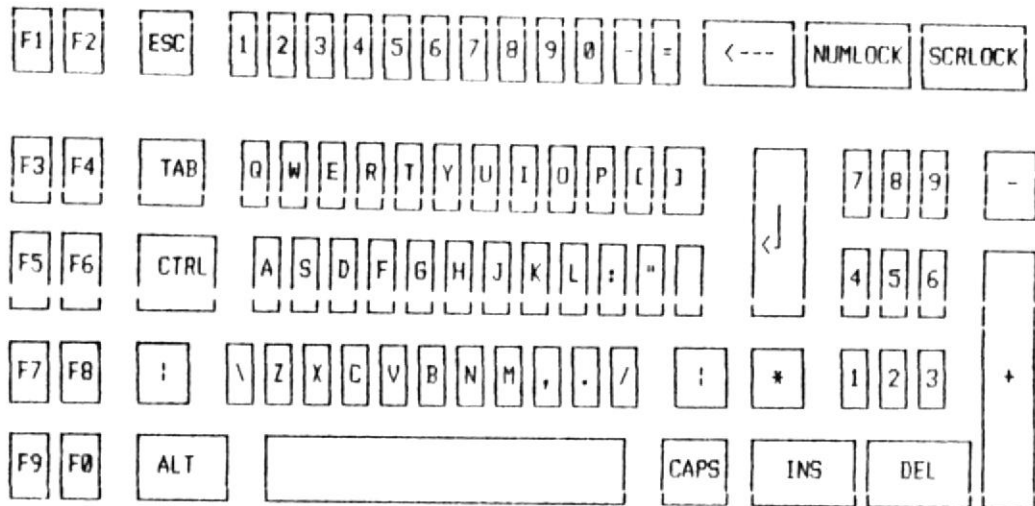 F1 F2 ESC 1 2 3 4 5 6 7 8 9 0 - = <--- NUMLOCK SCRLOCK
F3 F4 TAB Q W E R T Y U I O P [ ] 7 8 9 -
F5 F6 CTRL A S D F G H J K L : " <┘ 4 5 6
F7 F8 ¦ \ Z X C V B N M , . / ¦ * 1 2 3 +
F9 F0 ALT CAPS INS DEL